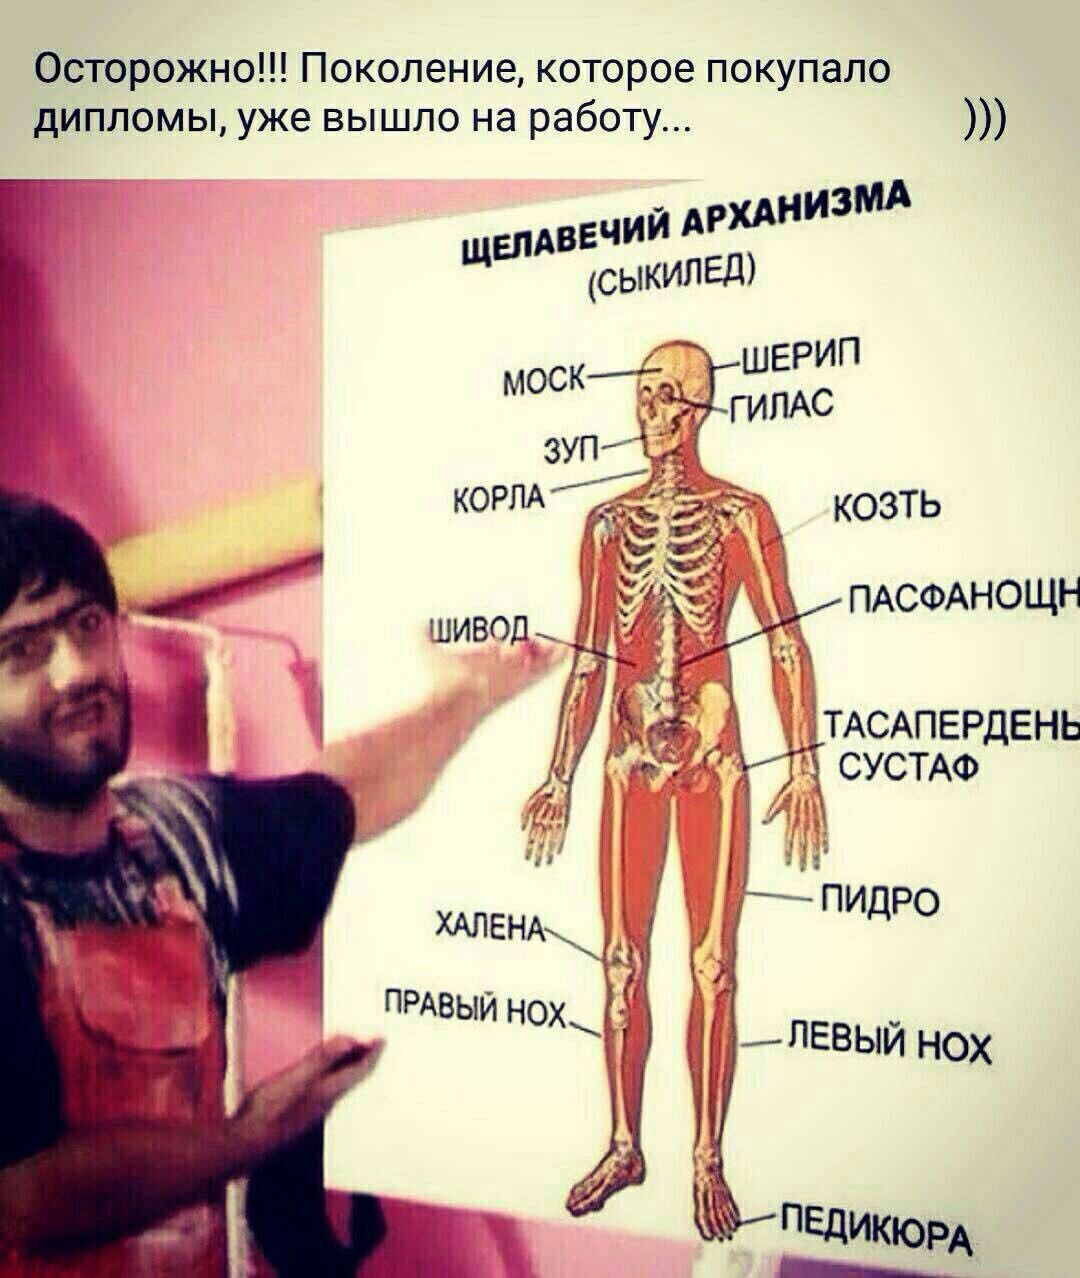 Осторожно!!! Поколение, которое покупало
дипломы, уже вышло на работу... )))
ЩЕЛАВЕЧИЙ АРХАНИЗМА
(СЫКИЛЕД)
МОСК
ШЕРИП
ГИЛАС
ЗУП
КОРЛА
КОЗТЬ
ПАСФАНОЩН
ШИВОД
ТАСАПЕРДЕНЬ
СУСТАФ
ПИДРО
ХАЛЕНА
ПРАВЫЙ НОХ
ЛЕВЫЙ НОХ
ПЕДИКЮРА